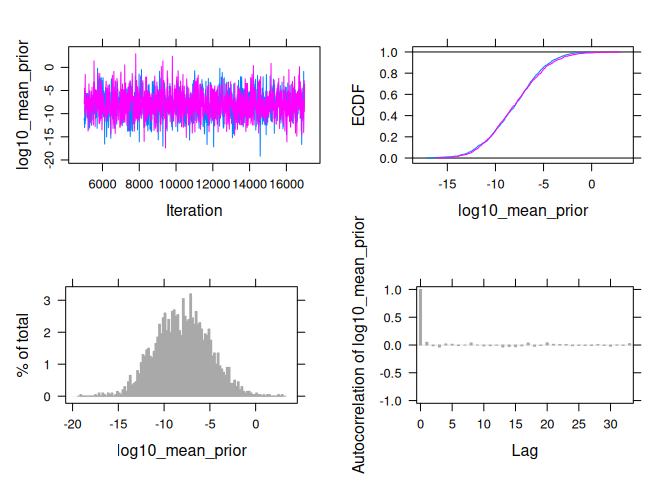 log10_mean_prior
0
-5
-10
-15
-20
6000 8000 10000 12000 14000 16000
Iteration
ECDF
1.0
0.8
0.6
0.4
0.2
0.0
-15 -10 -5 0
log10_mean_prior
% of total
3
2
1
0
-20 -15 -10 -5 0
log10_mean_prior
Autocorrelation of log10_mean_prior
1.0
0.5
0.0
-0.5
-1.0
0 5 10 15 20 25 30
Lag